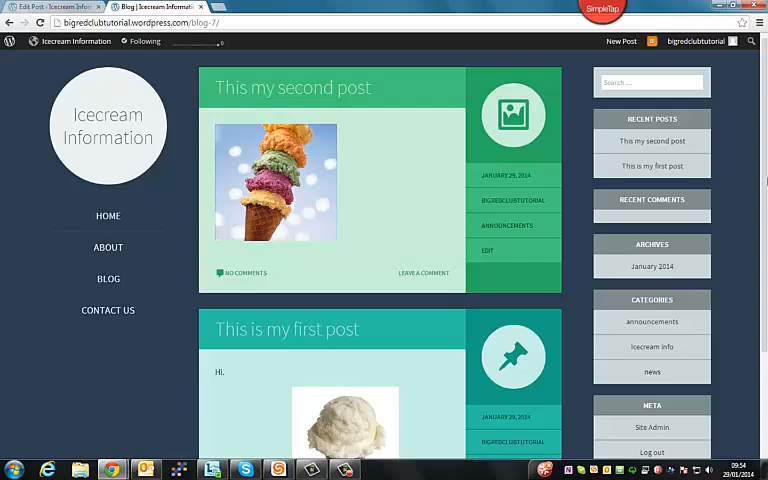 Edit Post ‹ Icecream Infor
Blog | Icecream Informati
SimpleTap
bigredclubtutorial.wordpress.com/blog-7/
Icecream Information
Following
New Post
bigredclubtutorial
Icecream
Information
HOME
ABOUT
BLOG
CONTACT US
This my second post
JANUARY 29, 2014
BIGREDCLUBTUTORIAL
ANNOUNCEMENTS
EDIT
NO COMMENTS
LEAVE A COMMENT
This is my first post
Hi.
JANUARY 29, 2014
BIGREDCLUBTUTORIAL
Search …
RECENT POSTS
This my second post
This is my first post
RECENT COMMENTS
ARCHIVES
January 2014
CATEGORIES
announcements
Icecream info
news
META
Site Admin
Log out
09:54
29/01/2014